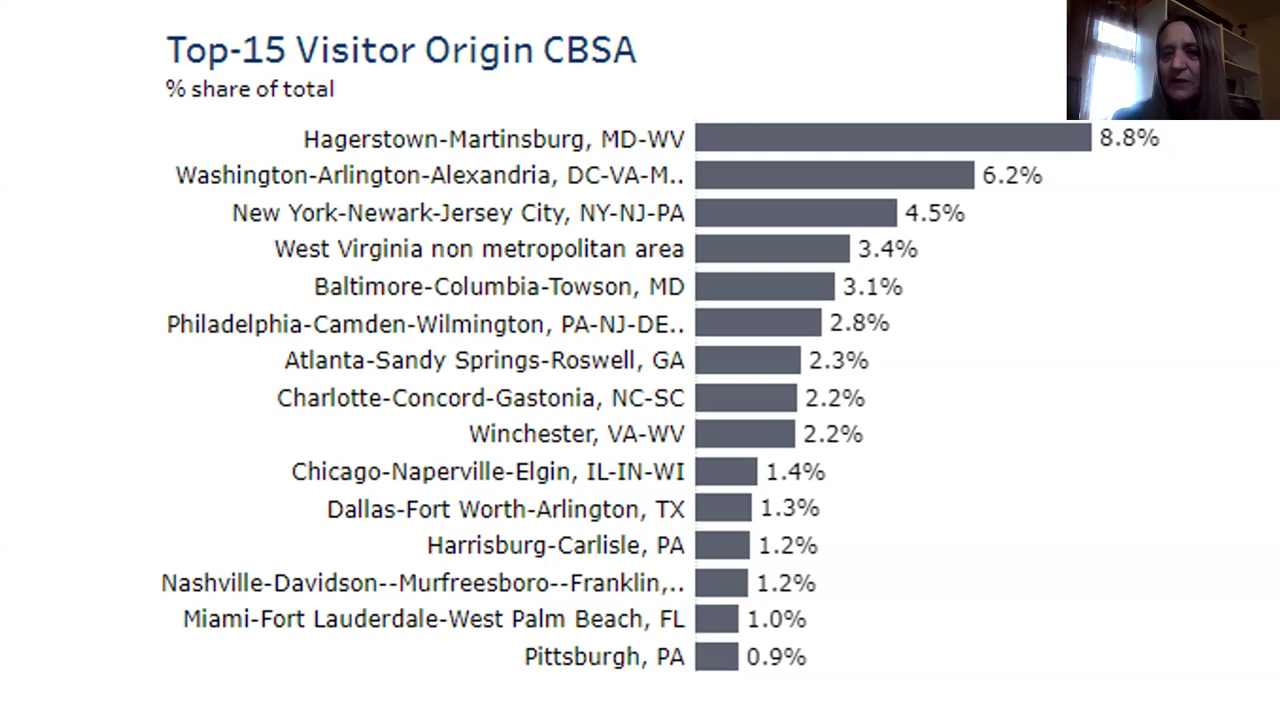 Top-15 Visitor Origin CBSA
% share of total
Hagerstown-Martinsburg, MD-WV 8.8%
Washington-Arlington-Alexandria, DC-VA-M.. 6.2%
New York-Newark-Jersey City, NY-NJ-PA 4.5%
West Virginia non metropolitan area 3.4%
Baltimore-Columbia-Towson, MD 3.1%
Philadelphia-Camden-Wilmington, PA-NJ-DE.. 2.8%
Atlanta-Sandy Springs-Roswell, GA 2.3%
Charlotte-Concord-Gastonia, NC-SC 2.2%
Winchester, VA-WV 2.2%
Chicago-Naperville-Elgin, IL-IN-WI 1.4%
Dallas-Fort Worth-Arlington, TX 1.3%
Harrisburg-Carlisle, PA 1.2%
Nashville-Davidson--Murfreesboro--Franklin,.. 1.2%
Miami-Fort Lauderdale-West Palm Beach, FL 1.0%
Pittsburgh, PA 0.9%